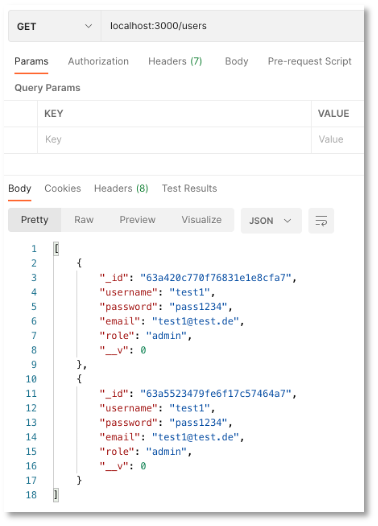 GET localhost:3000/users
Params Authorization Headers (7) Body Pre-request Script
Query Params
KEY VALUE
Key Value
Body Cookies Headers (8) Test Results
Pretty Raw Preview Visualize JSON
1 [
2 {
3 "_id": "63a420c770f76831e1e8cfa7",
4 "username": "test1",
5 "password": "pass1234",
6 "email": "test1@test.de",
7 "role": "admin",
8 "__v": 0
9 },
10 {
11 "_id": "63a5523479fe6f17c57464a7",
12 "username": "test1",
13 "password": "pass1234",
14 "email": "test1@test.de",
15 "role": "admin",
16 "__v": 0
17 }
18 ]